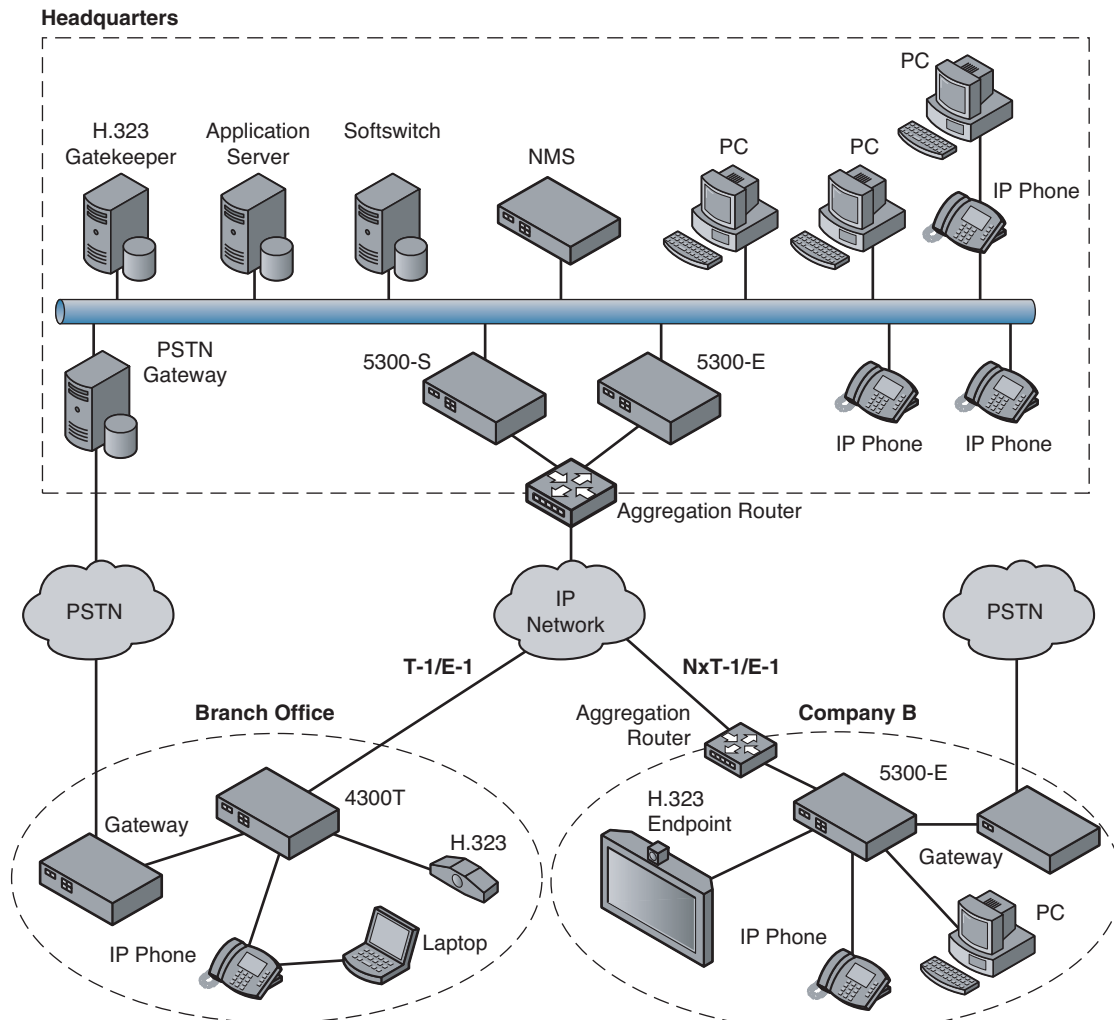 Headquarters
PC
H.323
Gatekeeper
Application
Server
Softswitch
NMS
PC
PC
IP Phone
PSTN
Gateway
5300-S
5300-E
IP Phone
IP Phone
Aggregation Router
PSTN
IP
Network
PSTN
T-1/E-1
NxT-1/E-1
Branch Office
Aggregation
Router
Company B
4300T
5300-E
Gateway
H.323
H.323
Endpoint
Gateway
IP Phone
Laptop
IP Phone
PC